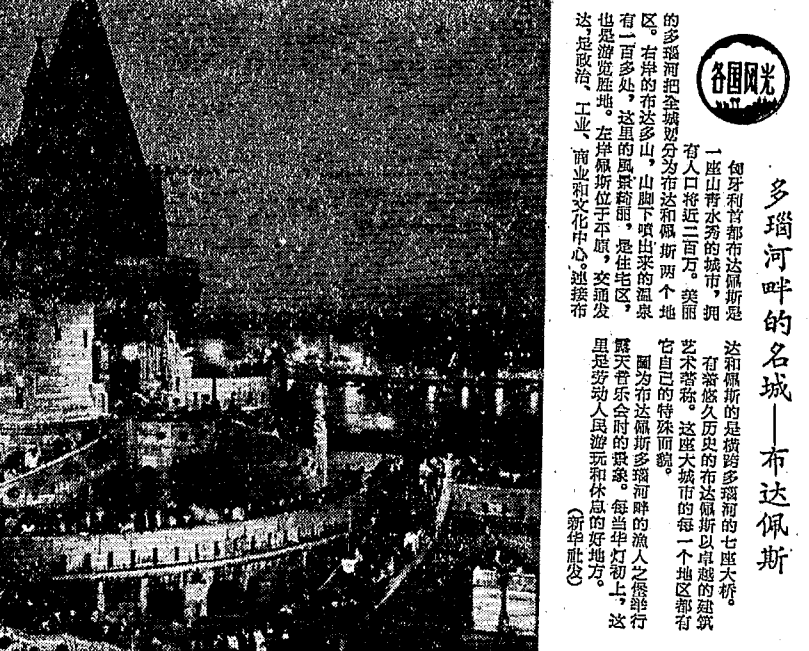 各国风光
多瑙河畔的名城——布达佩斯
匈牙利首都布达佩斯是
一座山青水秀的城市，拥
有人口将近二百万。美丽
的多瑙河把全城划分为布达和佩斯两个地
区。右岸的布达多山，山脚下喷出来的温泉
有一百多处，这里的風景綺丽，是住宅区，
也是游览胜地。左岸佩斯位于平原，交通发
达，是政治、工业、商业和文化中心。連接布
达和佩斯的是横跨多瑙河的七座大桥。
有着悠久历史的布达佩斯以卓越的建筑
艺术著称。这座大城市的每一个地区都有
它自己的特殊面貌。
圖为布达佩斯多瑙河畔的漁人之堡举行
露天音乐会时的景象。每当华灯初上，这
里是劳动人民游玩和休息的好地方。
（新华社发）